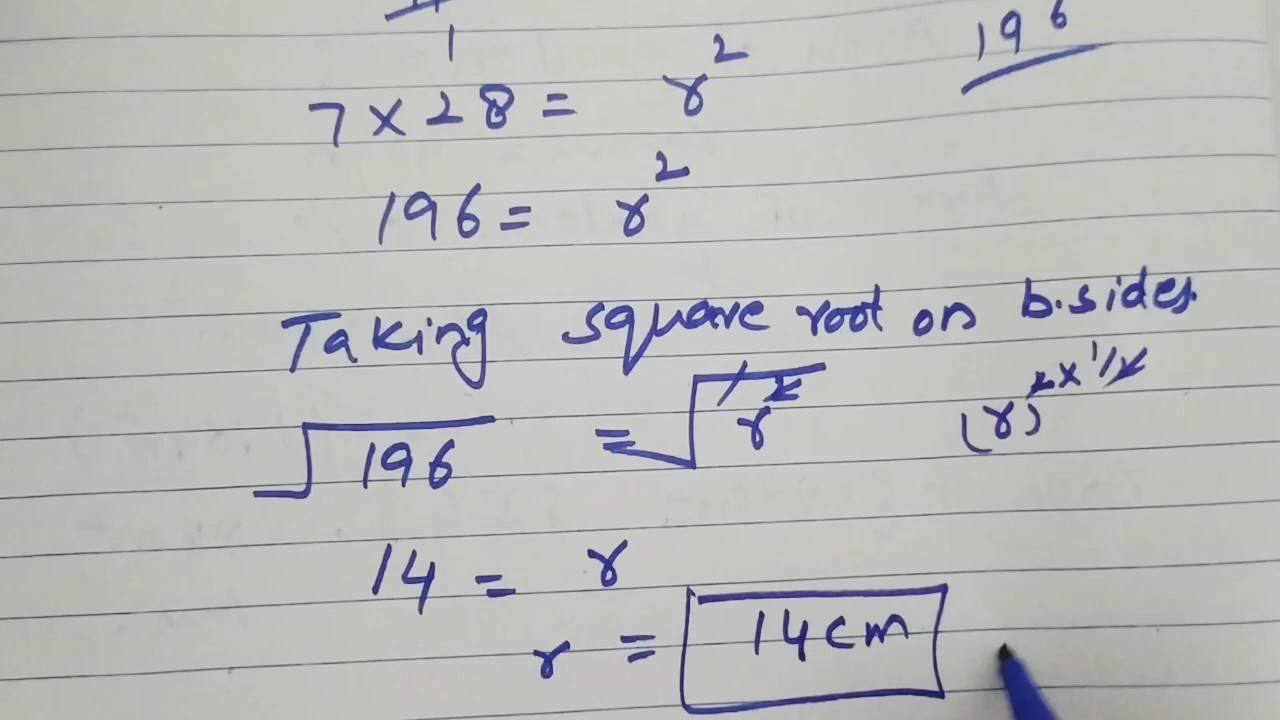 1
196
7 × 28 = r²
196 = r²
Taking square root on b.sides.
√196 = √r² (r)^2×1/2
14 = r
r = 14cm